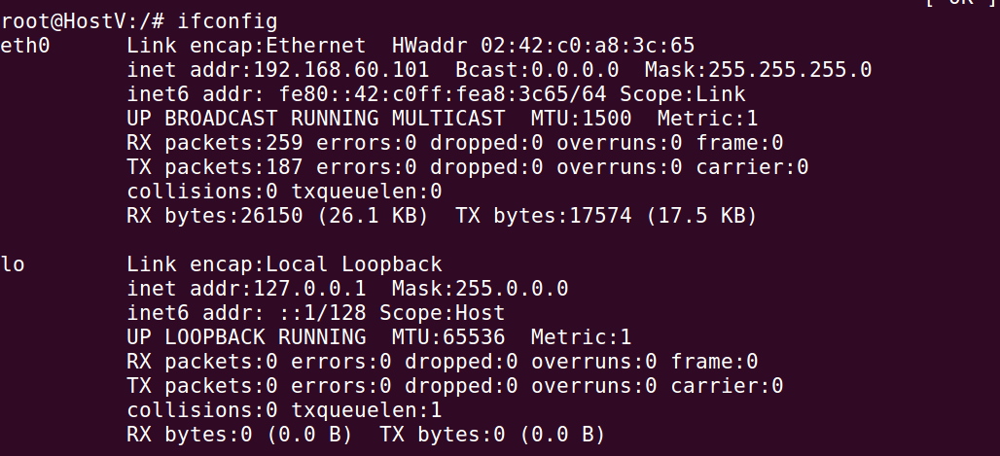 [ OK ]
root@HostV:/# ifconfig
eth0      Link encap:Ethernet  HWaddr 02:42:c0:a8:3c:65
          inet addr:192.168.60.101  Bcast:0.0.0.0  Mask:255.255.255.0
          inet6 addr: fe80::42:c0ff:fea8:3c65/64 Scope:Link
          UP BROADCAST RUNNING MULTICAST  MTU:1500  Metric:1
          RX packets:259 errors:0 dropped:0 overruns:0 frame:0
          TX packets:187 errors:0 dropped:0 overruns:0 carrier:0
          collisions:0 txqueuelen:0
          RX bytes:26150 (26.1 KB)  TX bytes:17574 (17.5 KB)

lo        Link encap:Local Loopback
          inet addr:127.0.0.1  Mask:255.0.0.0
          inet6 addr: ::1/128 Scope:Host
          UP LOOPBACK RUNNING  MTU:65536  Metric:1
          RX packets:0 errors:0 dropped:0 overruns:0 frame:0
          TX packets:0 errors:0 dropped:0 overruns:0 carrier:0
          collisions:0 txqueuelen:1
          RX bytes:0 (0.0 B)  TX bytes:0 (0.0 B)